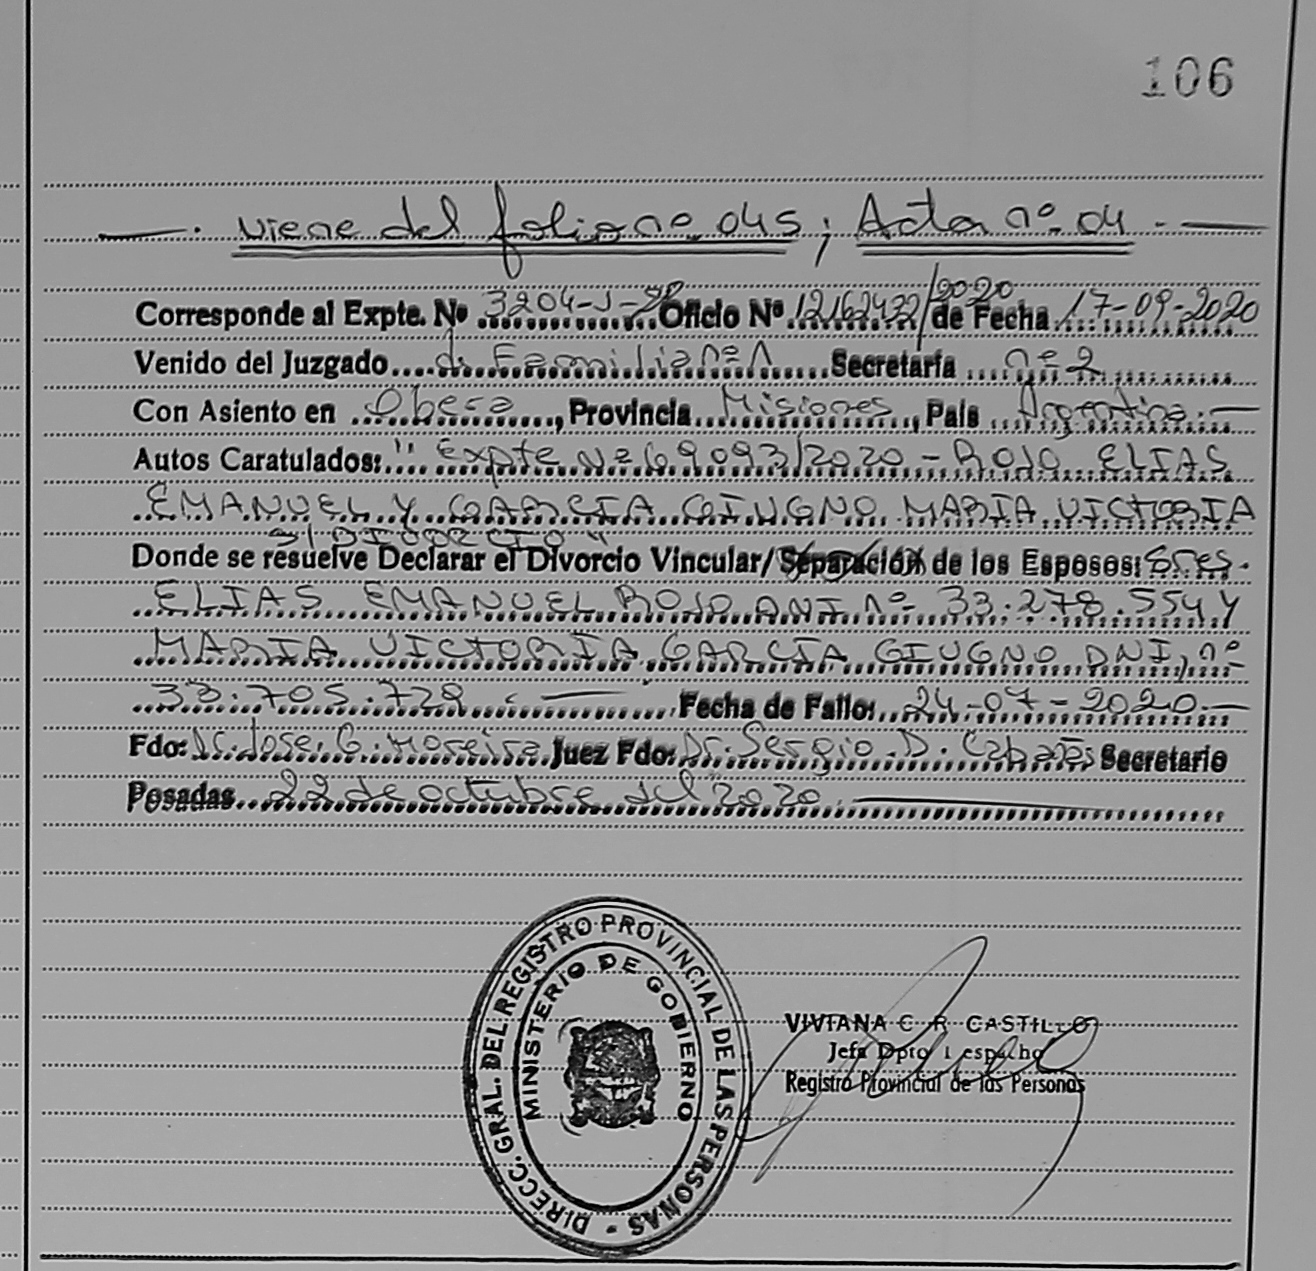 106
viene del folio nº 045; Acta nº 04
Corresponde al Expte. Nº 3204-J- Oficio Nº 12162432/2020 de Fecha 17-09-2020
Venido del Juzgado de Familia nº 1 Secretaría nº 2
Con Asiento en Obera, Provincia Misiones, País Argentina.-
Autos Caratulados: "Expte Nº 69093/2020 - ROJO ELIAS
EMANUEL Y GARCIA GIUGNO MARIA VICTORIA
S/DIVORCIO"
Donde se resuelve Declarar el Divorcio Vincular/Separación de los Esposos: Sres.
ELIAS EMANUEL ROJO DNI nº 33.278.554 Y
MARIA VICTORIA GARCIA GIUGNO DNI nº
33.705.728 Fecha de Fallo: 24-07-2020.-
Fdo: Dr. Jose G. Moreira Juez Fdo: Dr. Sergio D. Secretario
Posadas 22 de octubre del 2020
DIRECC. GRAL. DEL REGISTRO PROVINCIAL DE LAS PERSONAS -
MINISTERIO DE GOBIERNO
VIVIANA C. R. CASTILLO
Jefa Dpto
Registro Provincial de las Personas